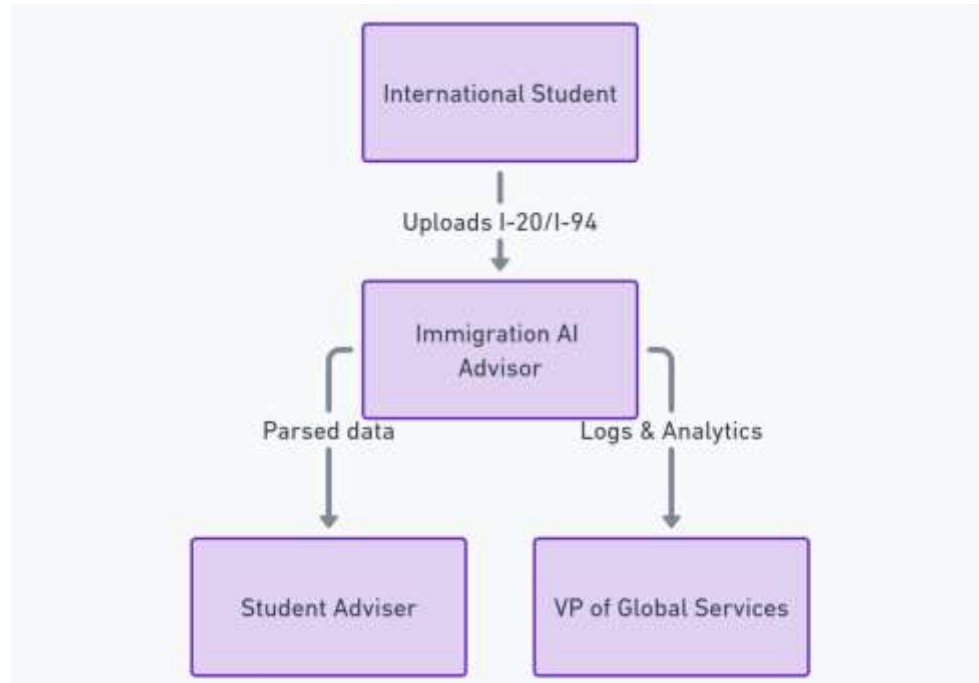 International Student
Uploads I-20/I-94
Immigration AI
Advisor
Parsed data
Logs & Analytics
Student Adviser
VP of Global Services